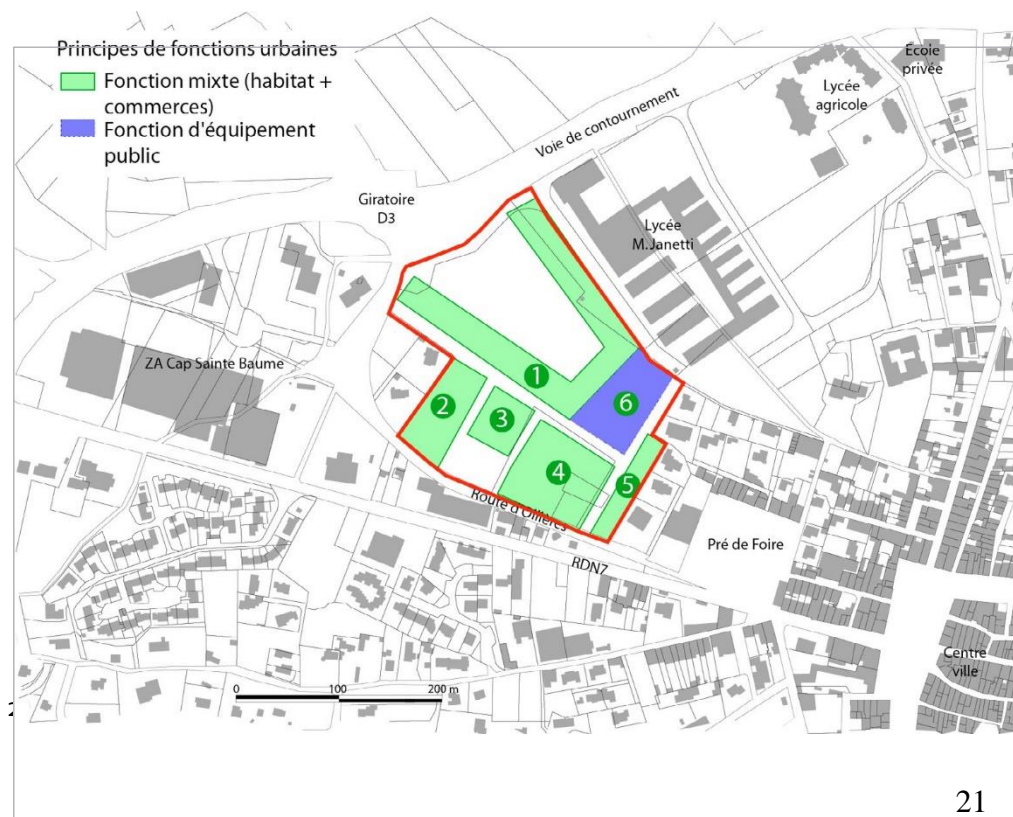 Principes de fonctions urbaines
Fonction mixte (habitat +
commerces)
Fonction d'équipement
public
École
privée
Lycée
agricole
Voie de contournement
Giratoire
D3
Lycée
M.Janetti
ZA Cap Sainte Baume
1
6
2
3
4
5
Route d'Ollières
Pré de Foire
RDN7
Centre
ville
0 100 200 m
21